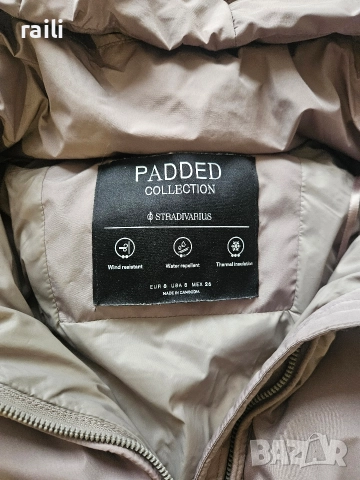 raili
PADDED
COLLECTION
STRADIVARIUS
Wind resistant Water repellent Thermal insulation
EUR S USA S MEX 26
MADE IN CAMBODIA
BAZAR